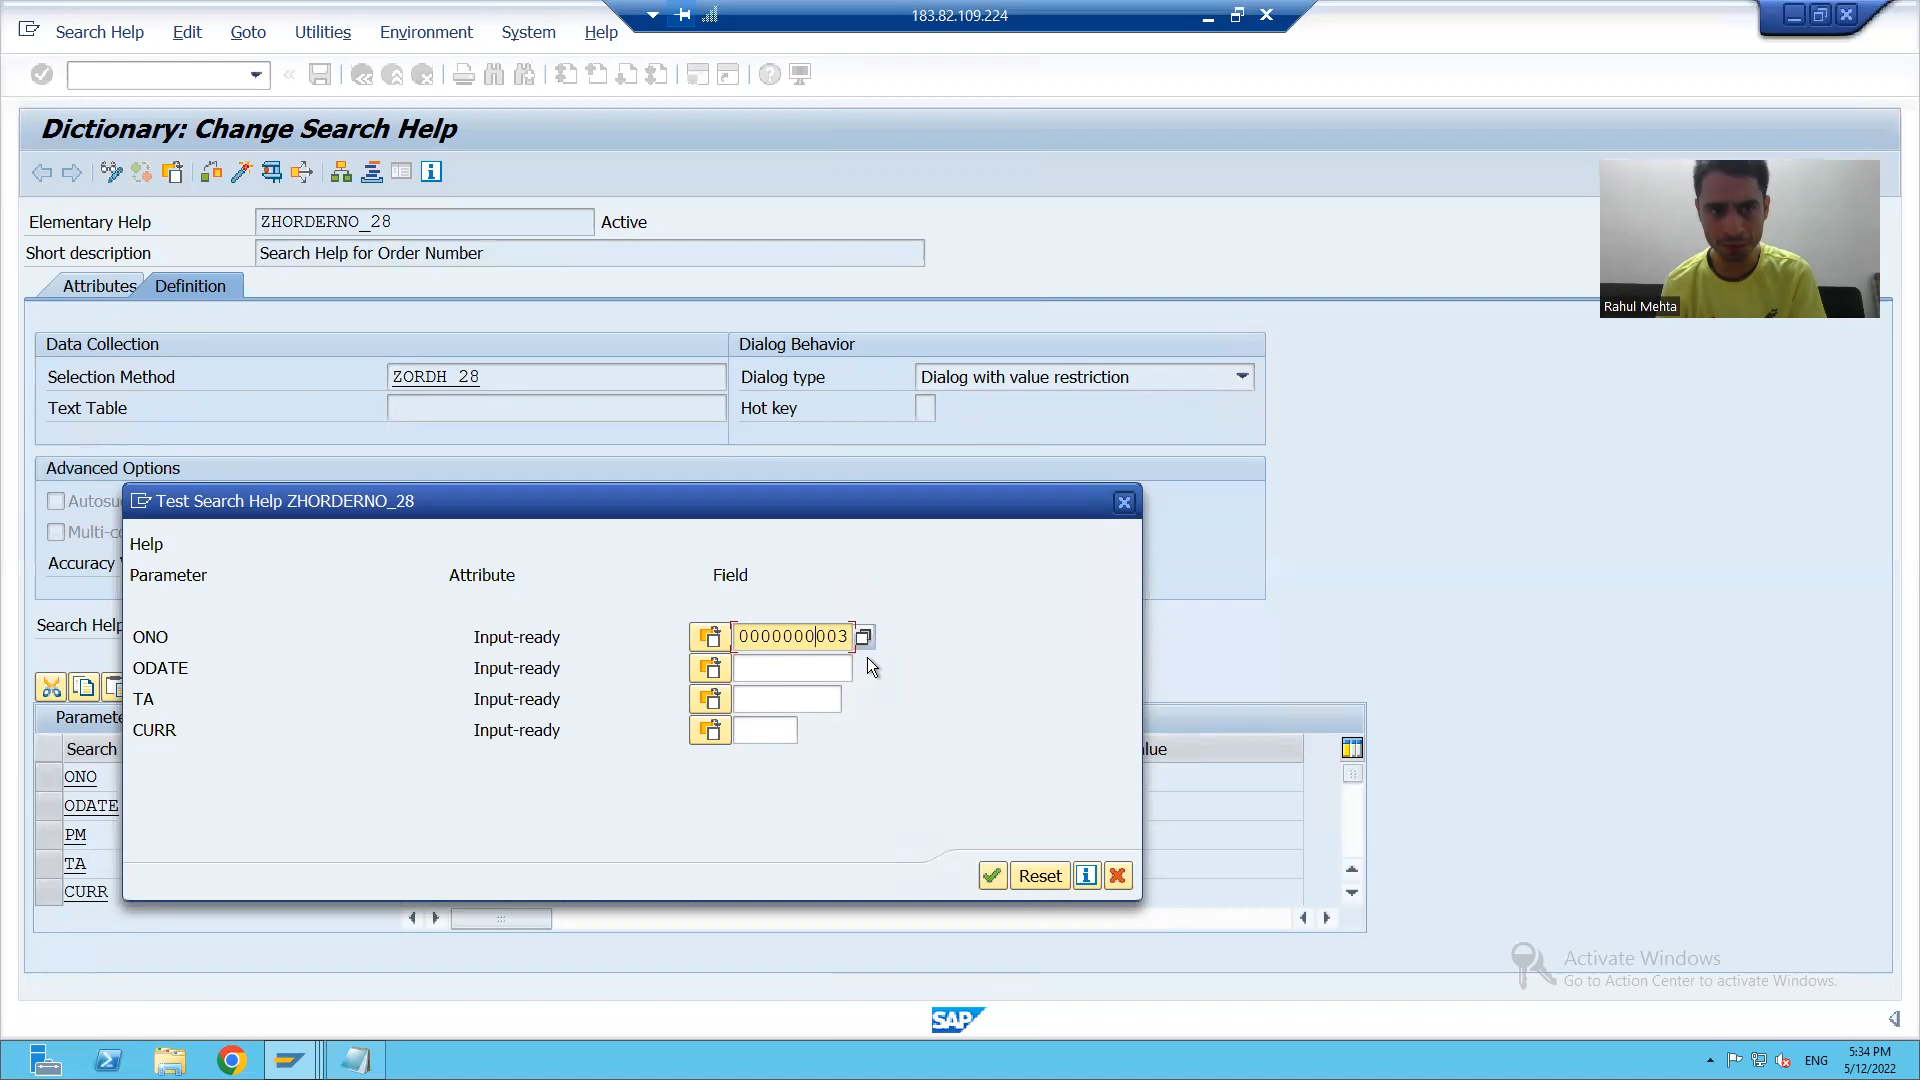 183.82.109.224
Search Help Edit Goto Utilities Environment System Help
Dictionary: Change Search Help
Elementary Help ZHORDERNO_28 Active
Short description Search Help for Order Number
Attributes Definition
Data Collection Dialog Behavior
Selection Method ZORDH_28 Dialog type Dialog with value restriction
Text Table Hot key
Advanced Options
Autosu
Multi-co
Accuracy
Test Search Help ZHORDERNO_28
Help
Parameter Attribute Field
ONO Input-ready 0000000003
ODATE Input-ready
TA Input-ready
CURR Input-ready
Reset
Search Help
Paramete
Search alue
ONO
ODATE
PM
TA
CURR
Rahul Mehta
Activate Windows
Go to Action Center to activate Windows.
SAP
ENG
5:34 PM
5/12/2022